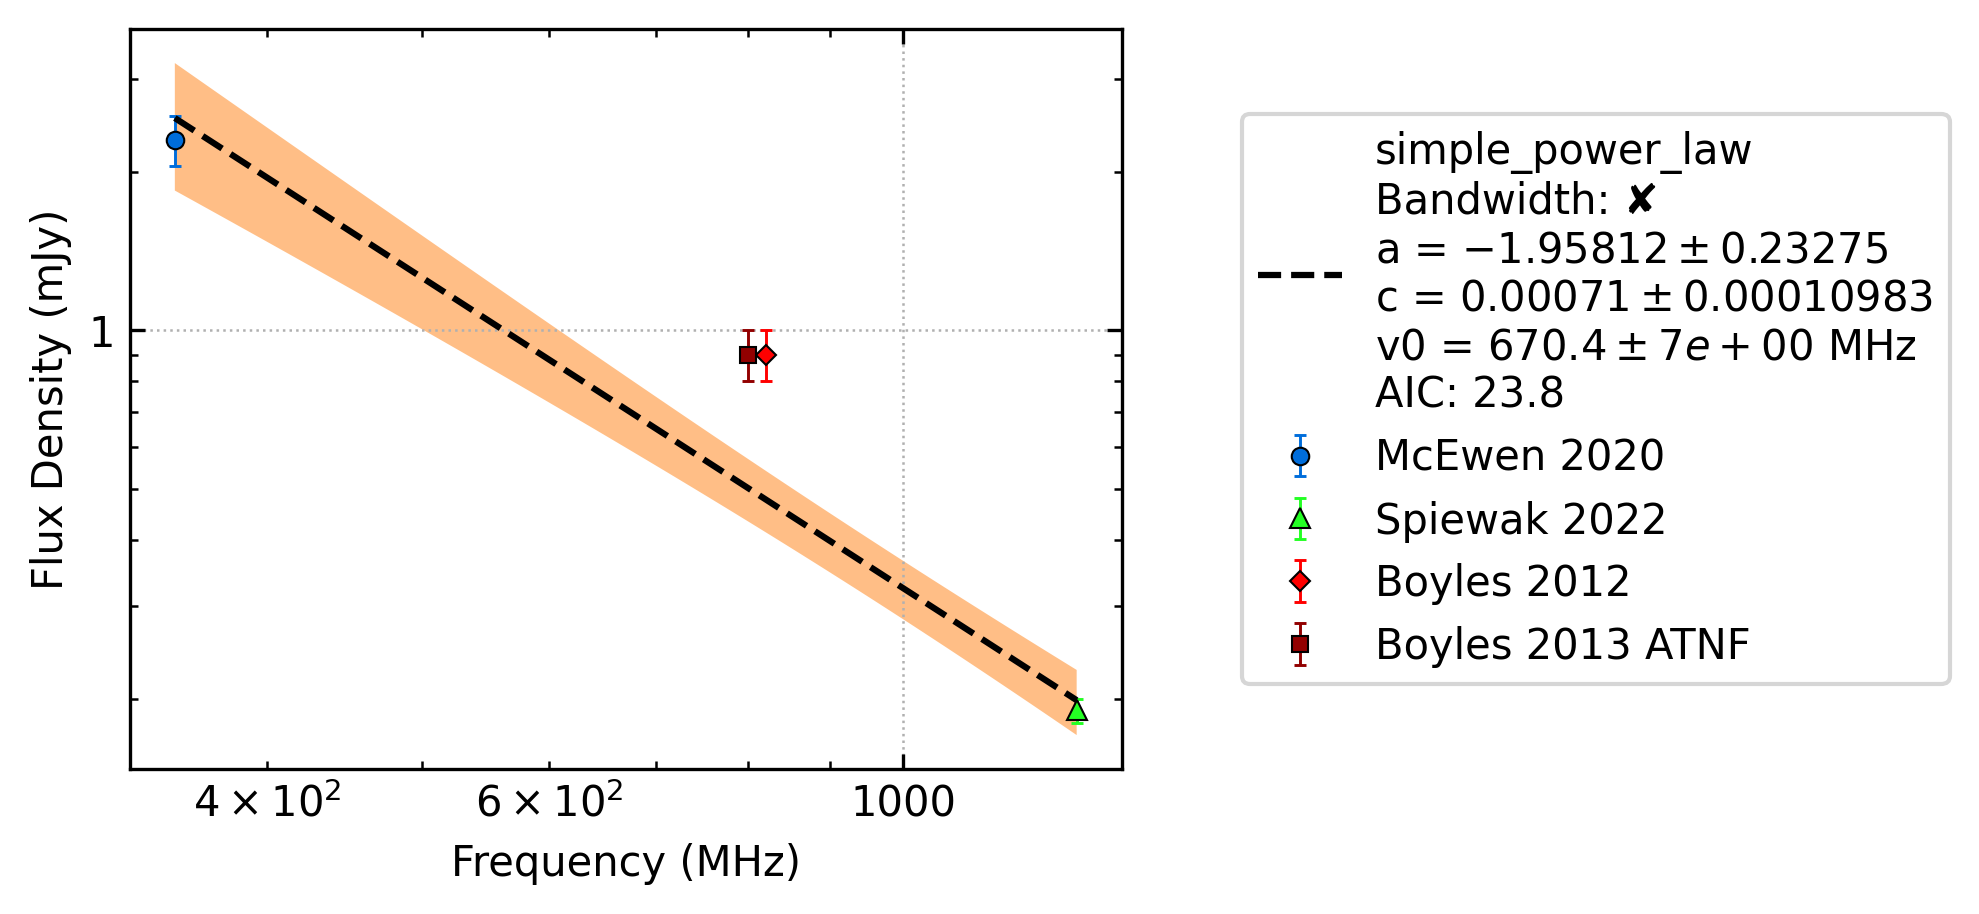 Flux Density (mJy)
1
4 × 10²
6 × 10²
1000
Frequency (MHz)
simple_power_law
Bandwidth: ✘
a = −1.95812 ± 0.23275
c = 0.00071 ± 0.00010983
v0 = 670.4 ± 7e + 00 MHz
AIC: 23.8
McEwen 2020
Spiewak 2022
Boyles 2012
Boyles 2013 ATNF